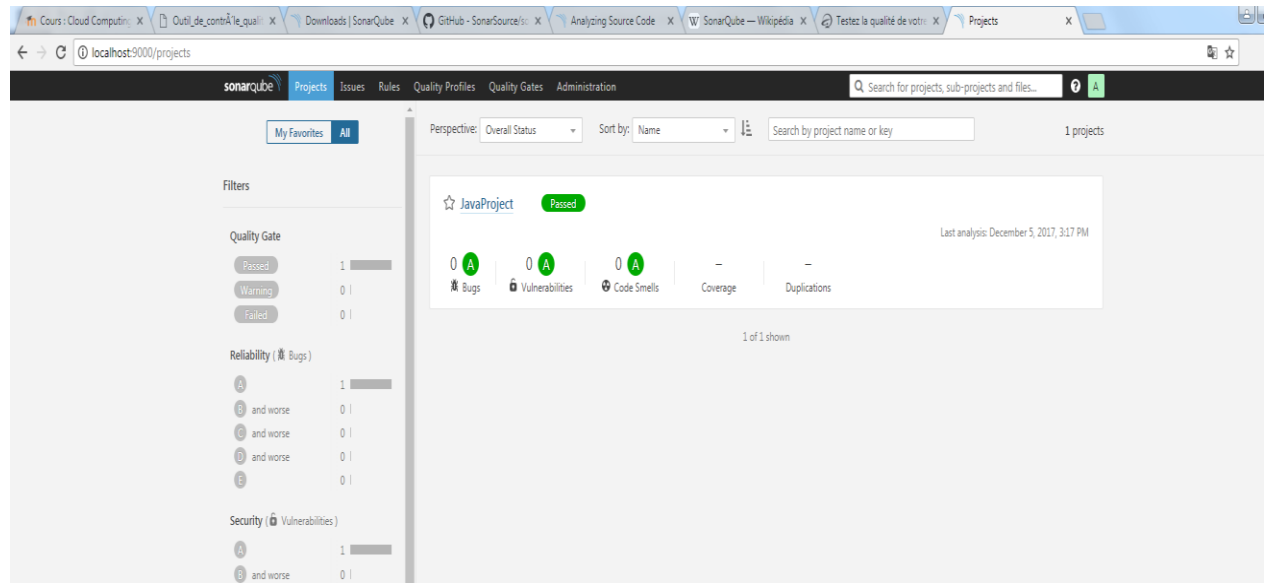 Cours : Cloud Computing
Outil_de_contrÃ´le_quali
Downloads | SonarQube
GitHub - SonarSource/so
Analyzing Source Code
SonarQube — Wikipédia
Testez la qualité de votre
Projects
localhost:9000/projects
sonarqube Projects Issues Rules Quality Profiles Quality Gates Administration Search for projects, sub-projects and files... A
My Favorites All
Perspective: Overall Status Sort by: Name Search by project name or key 1 projects
Filters
JavaProject Passed
Last analysis: December 5, 2017, 3:17 PM
0 A 0 A 0 A – –
Bugs Vulnerabilities Code Smells Coverage Duplications
1 of 1 shown
Quality Gate
Passed 1
Warning 0
Failed 0
Reliability ( Bugs )
A 1
B and worse 0
C and worse 0
D and worse 0
E 0
Security ( Vulnerabilities )
A 1
B and worse 0